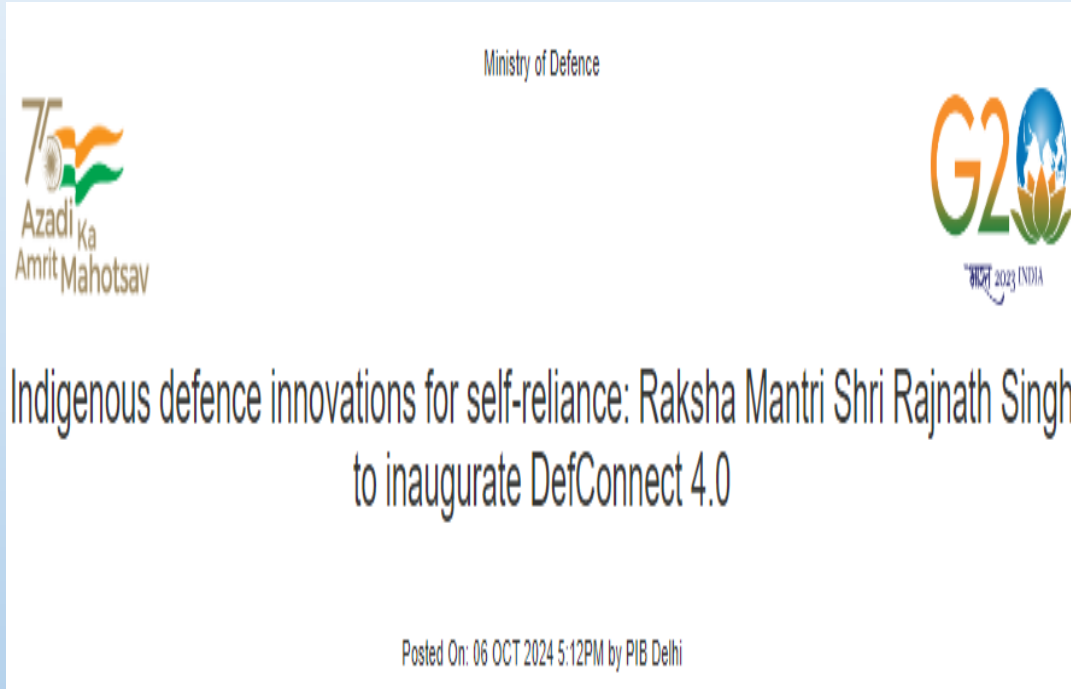 Ministry of Defence
75
Azadi Ka
Amrit Mahotsav
G20
भारत 2023 INDIA
Indigenous defence innovations for self-reliance: Raksha Mantri Shri Rajnath Singh
to inaugurate DefConnect 4.0
Posted On: 06 OCT 2024 5:12PM by PIB Delhi